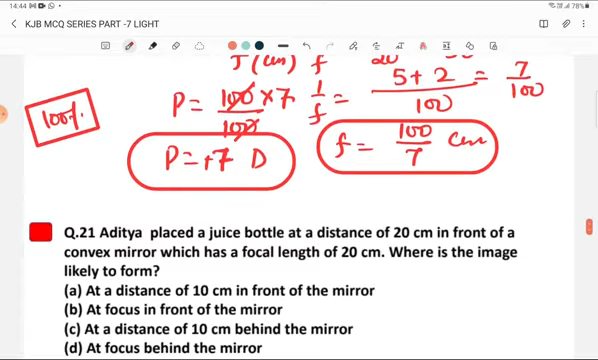 14:44
78%
KJB MCQ SERIES PART -7 LIGHT
f (cm) f
5 + 2 = 7
100 100
P = 100 × 7 1/f =
100
100%
P = +7 D
f = 100/7 cm
Q.21 Aditya placed a juice bottle at a distance of 20 cm in front of a
convex mirror which has a focal length of 20 cm. Where is the image
likely to form?
(a) At a distance of 10 cm in front of the mirror
(b) At focus in front of the mirror
(c) At a distance of 10 cm behind the mirror
(d) At focus behind the mirror